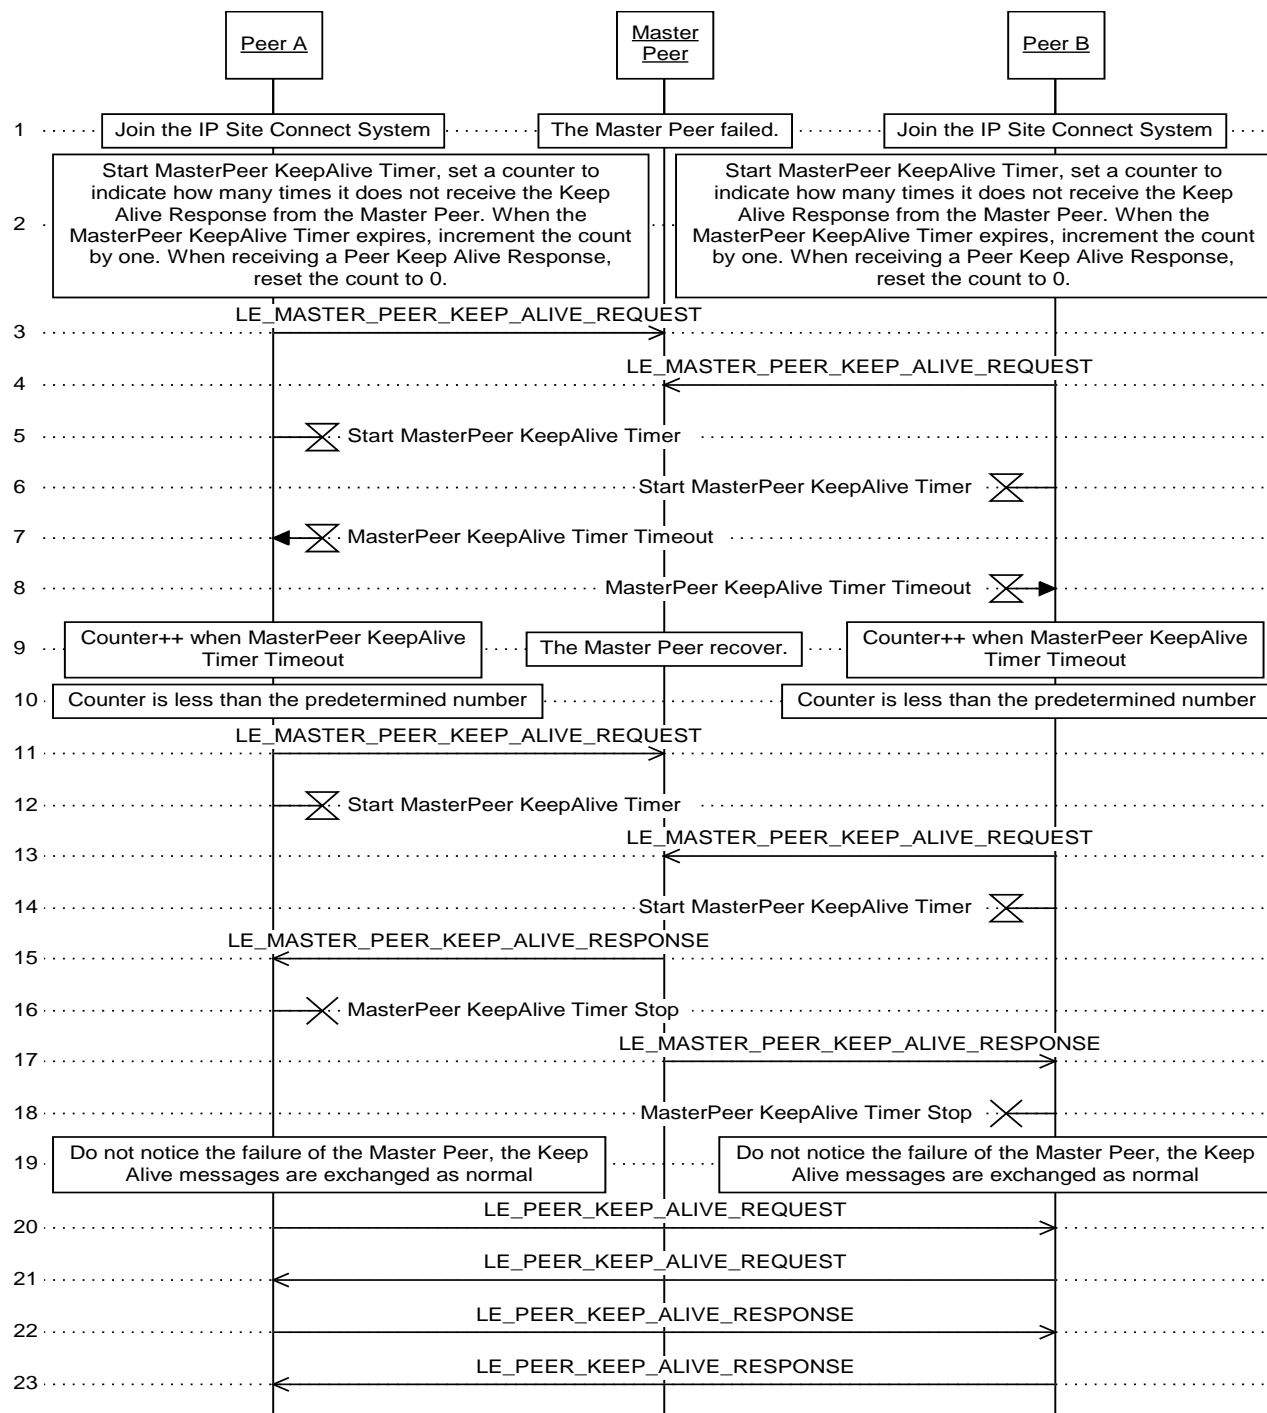 Peer A
Master
Peer
Peer B
1
Join the IP Site Connect System
The Master Peer failed.
Join the IP Site Connect System
2
Start MasterPeer KeepAlive Timer, set a counter to
indicate how many times it does not receive the Keep
Alive Response from the Master Peer. When the
MasterPeer KeepAlive Timer expires, increment the count
by one. When receiving a Peer Keep Alive Response,
reset the count to 0.
Start MasterPeer KeepAlive Timer, set a counter to
indicate how many times it does not receive the Keep
Alive Response from the Master Peer. When the
MasterPeer KeepAlive Timer expires, increment the count
by one. When receiving a Peer Keep Alive Response,
reset the count to 0.
3
LE_MASTER_PEER_KEEP_ALIVE_REQUEST
4
LE_MASTER_PEER_KEEP_ALIVE_REQUEST
5
Start MasterPeer KeepAlive Timer
6
Start MasterPeer KeepAlive Timer
7
MasterPeer KeepAlive Timer Timeout
8
MasterPeer KeepAlive Timer Timeout
9
Counter++ when MasterPeer KeepAlive
Timer Timeout
The Master Peer recover.
Counter++ when MasterPeer KeepAlive
Timer Timeout
10
Counter is less than the predetermined number
Counter is less than the predetermined number
11
LE_MASTER_PEER_KEEP_ALIVE_REQUEST
12
Start MasterPeer KeepAlive Timer
13
LE_MASTER_PEER_KEEP_ALIVE_REQUEST
14
Start MasterPeer KeepAlive Timer
15
LE_MASTER_PEER_KEEP_ALIVE_RESPONSE
16
MasterPeer KeepAlive Timer Stop
17
LE_MASTER_PEER_KEEP_ALIVE_RESPONSE
18
MasterPeer KeepAlive Timer Stop
19
Do not notice the failure of the Master Peer, the Keep
Alive messages are exchanged as normal
Do not notice the failure of the Master Peer, the Keep
Alive messages are exchanged as normal
20
LE_PEER_KEEP_ALIVE_REQUEST
21
LE_PEER_KEEP_ALIVE_REQUEST
22
LE_PEER_KEEP_ALIVE_RESPONSE
23
LE_PEER_KEEP_ALIVE_RESPONSE